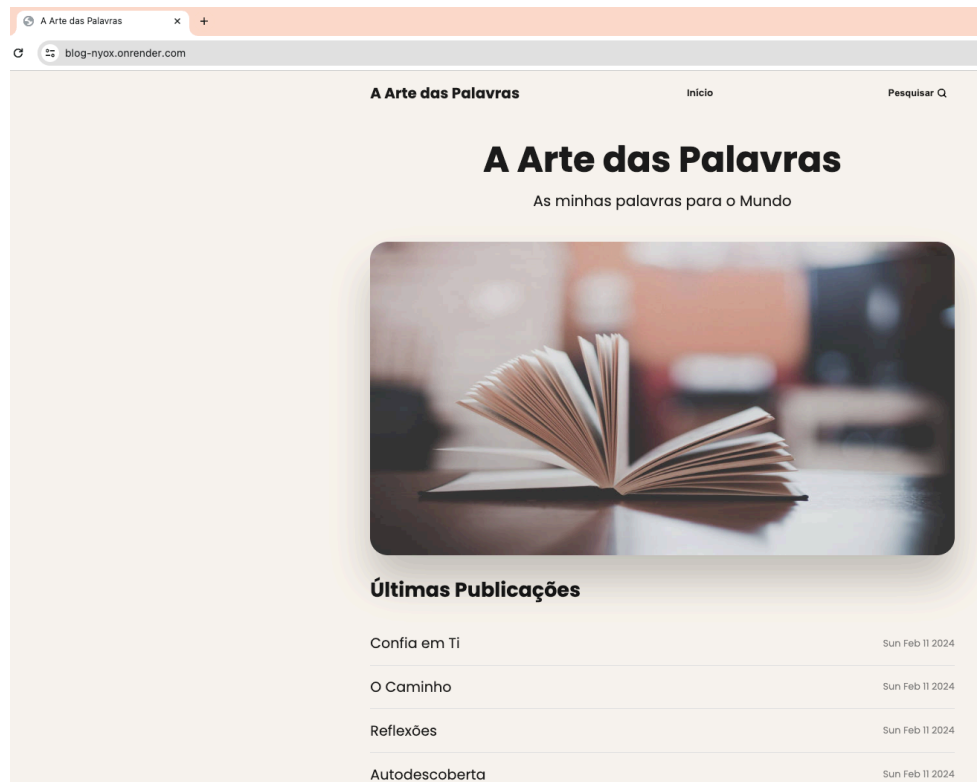 A Arte das Palavras
blog-nyox.onrender.com
A Arte das Palavras Início Pesquisar
A Arte das Palavras
As minhas palavras para o Mundo
Últimas Publicações
Confia em Ti Sun Feb 11 2024
O Caminho Sun Feb 11 2024
Reflexões Sun Feb 11 2024
Autodescoberta Sun Feb 11 2024